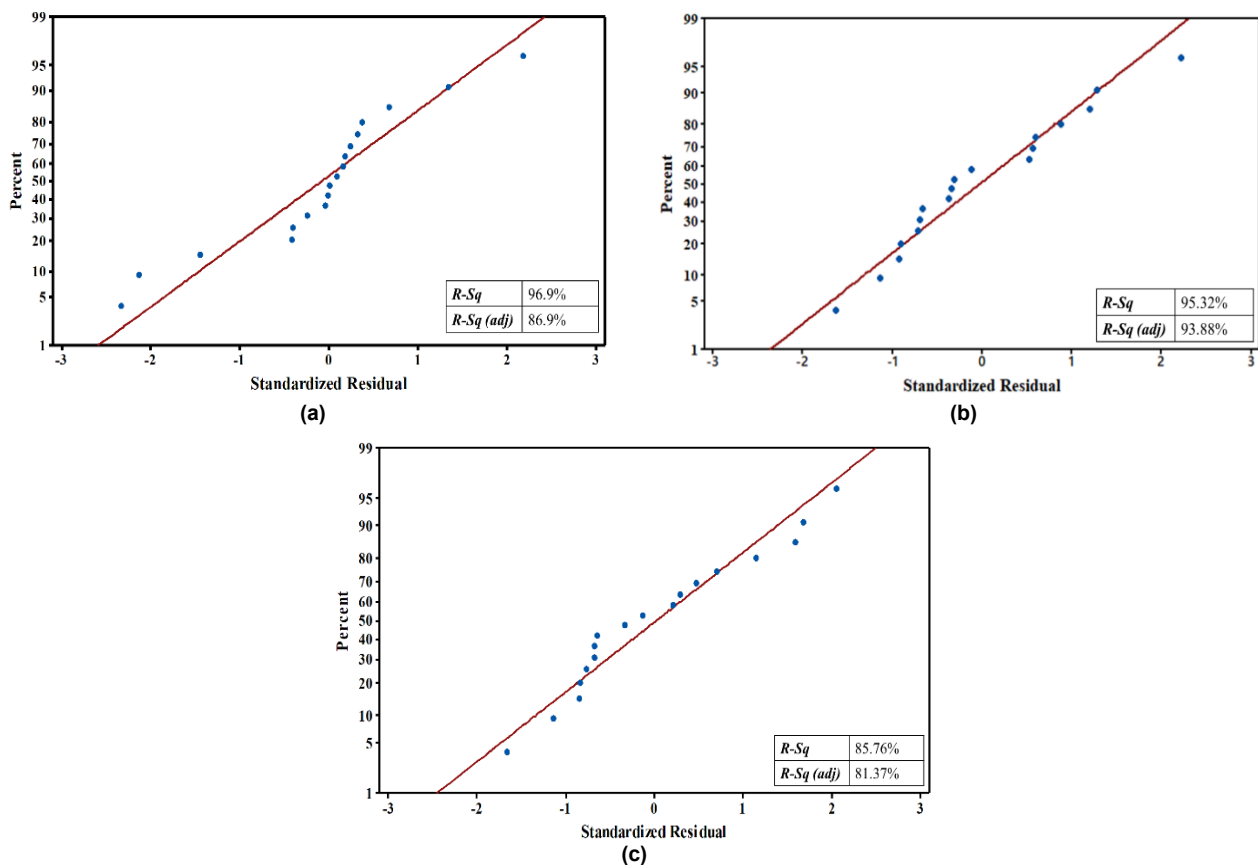 99
95
90
80
70
60
50
40
30
20
10
5
1
Percent
-3 -2 -1 0 1 2 3
Standardized Residual
R-Sq 96.9%
R-Sq (adj) 86.9%
(a)
99
95
90
80
70
60
50
40
30
20
10
5
1
Percent
-3 -2 -1 0 1 2 3
Standardized Residual
R-Sq 95.32%
R-Sq (adj) 93.88%
(b)
99
95
90
80
70
60
50
40
30
20
10
5
1
Percent
-3 -2 -1 0 1 2 3
Standardized Residual
R-Sq 85.76%
R-Sq (adj) 81.37%
(c)